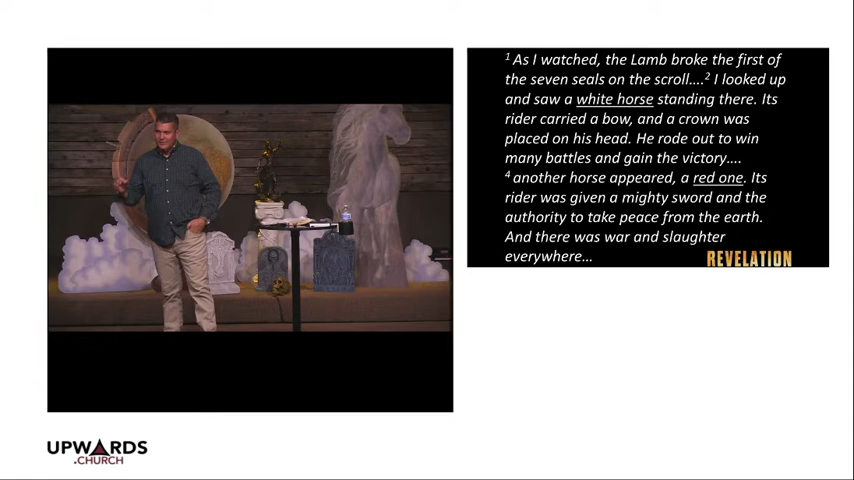 ¹ As I watched, the Lamb broke the first of
the seven seals on the scroll….² I looked up
and saw a white horse standing there. Its
rider carried a bow, and a crown was
placed on his head. He rode out to win
many battles and gain the victory….
⁴ another horse appeared, a red one. Its
rider was given a mighty sword and the
authority to take peace from the earth.
And there was war and slaughter
everywhere…
REVELATION
UPWARDS
.CHURCH